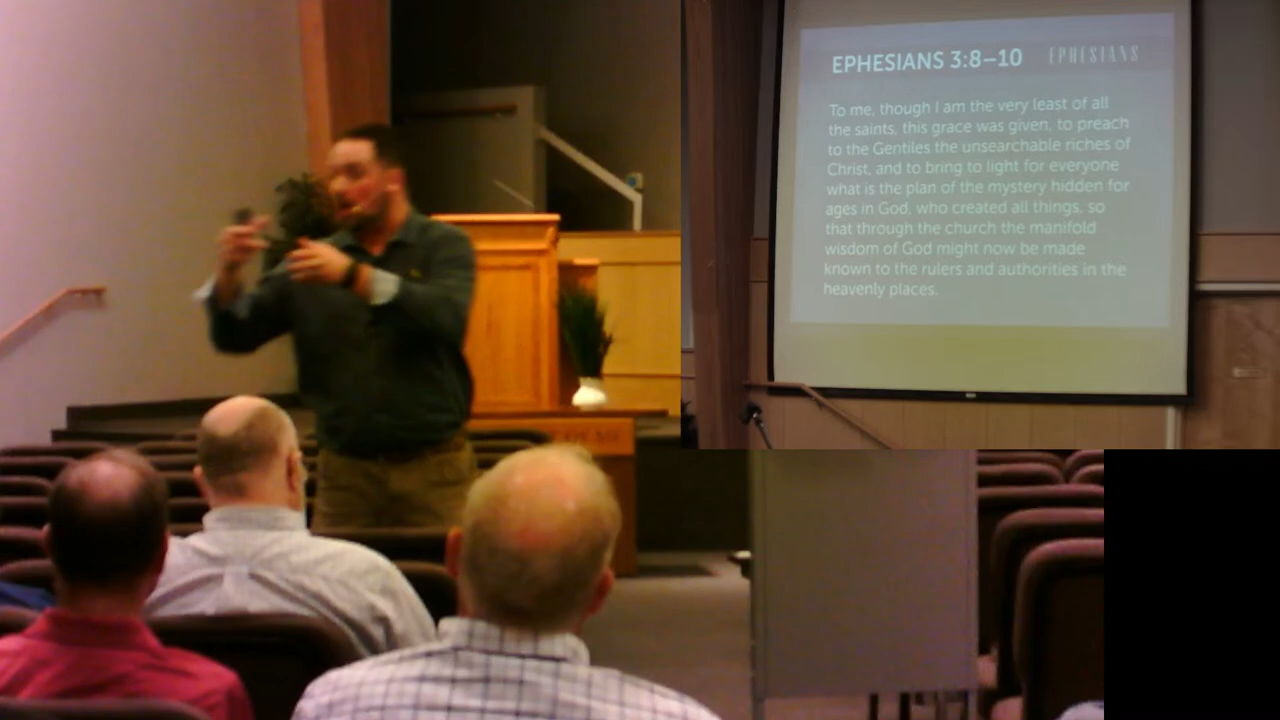 EPHESIANS 3:8–10 EPHESIANS
To me, though I am the very least of all
the saints, this grace was given, to preach
to the Gentiles the unsearchable riches of
Christ, and to bring to light for everyone
what is the plan of the mystery hidden for
ages in God, who created all things, so
that through the church the manifold
wisdom of God might now be made
known to the rulers and authorities in the
heavenly places.